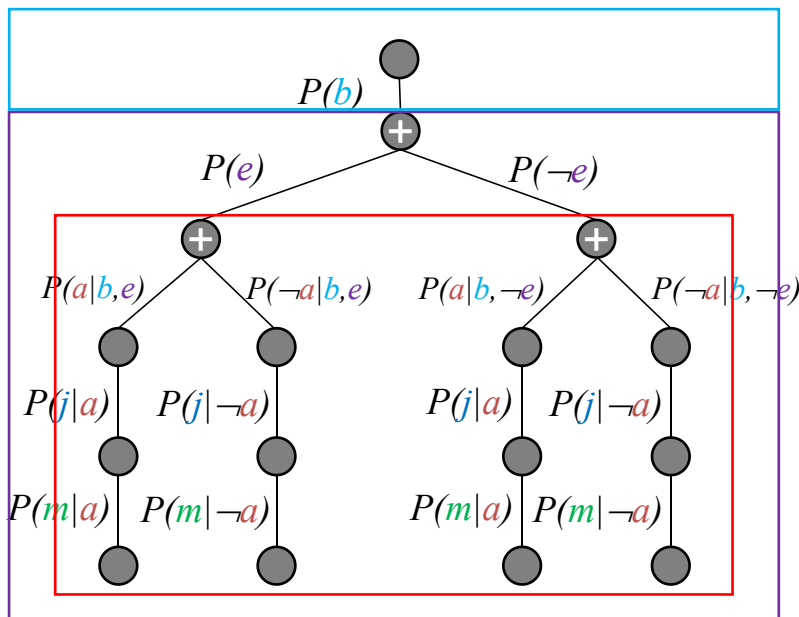 P(b)
+
P(e) P(¬e)
+ +
P(a|b,e) P(¬a|b,e) P(a|b,¬e) P(¬a|b,¬e)
P(j|a) P(j|¬a) P(j|a) P(j|¬a)
P(m|a) P(m|¬a) P(m|a) P(m|¬a)